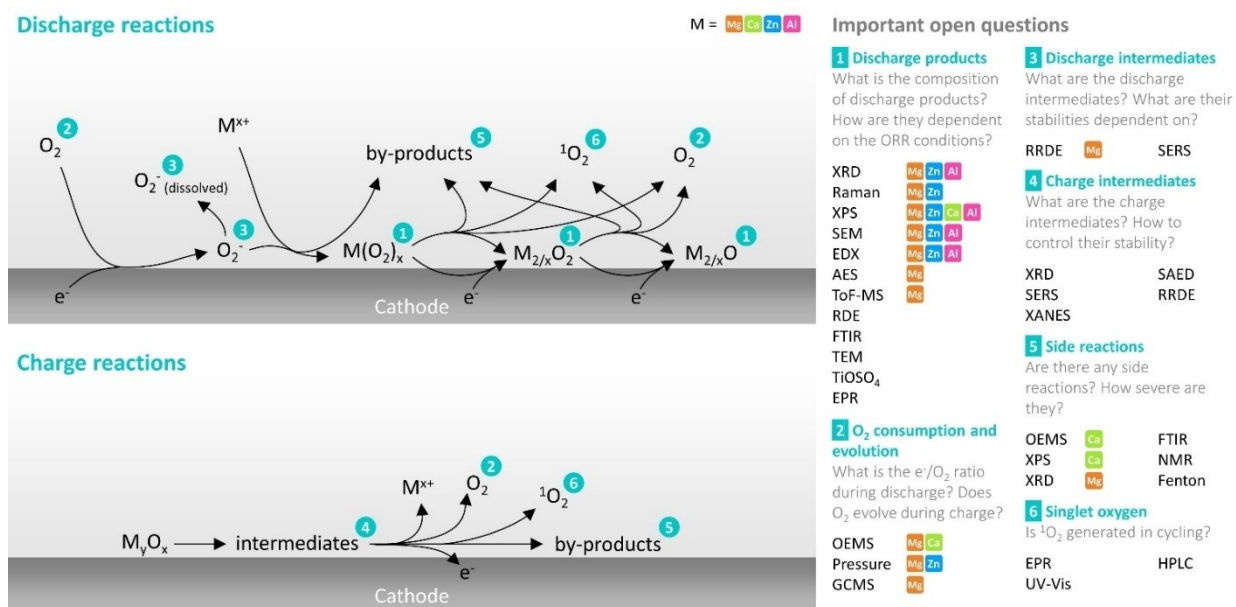 Discharge reactions
M = Mg Ca Zn Al
O₂ 2
Mˣ⁺
O₂⁻ (dissolved) 3
O₂⁻ 3
by-products 5
¹O₂ 6
O₂ 2
M(O₂)ₓ 1
M₂/ₓO₂ 1
M₂/ₓO 1
e⁻
e⁻
e⁻
Cathode
Charge reactions
MᵧOₓ
intermediates 4
Mˣ⁺
O₂ 2
¹O₂ 6
by-products 5
e⁻
Cathode
Important open questions
1 Discharge products
What is the composition
of discharge products?
How are they dependent
on the ORR conditions?
XRD Mg Zn Al
Raman Mg Zn
XPS Mg Zn Ca Al
SEM Mg Zn Al
EDX Mg Zn Al
AES Mg
ToF-MS Mg
RDE
FTIR
TEM
TiOSO₄
EPR
2 O₂ consumption and
evolution
What is the e⁻/O₂ ratio
during discharge? Does
O₂ evolve during charge?
OEMS Mg Ca
Pressure Mg Zn
GCMS Mg
3 Discharge intermediates
What are the discharge
intermediates? What are their
stabilities dependent on?
RRDE Mg SERS
4 Charge intermediates
What are the charge
intermediates? How to
control their stability?
XRD SAED
SERS RRDE
XANES
5 Side reactions
Are there any side
reactions? How severe are
they?
OEMS Ca FTIR
XPS Ca NMR
XRD Mg Fenton
6 Singlet oxygen
Is ¹O₂ generated in cycling?
EPR HPLC
UV-Vis